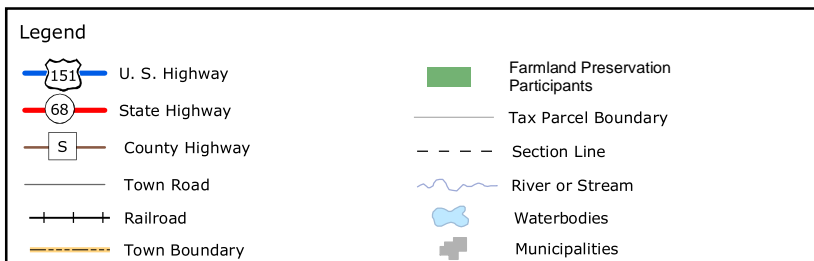 Legend
151 U. S. Highway
68 State Highway
S County Highway
Town Road
Railroad
Town Boundary
Farmland Preservation
Participants
Tax Parcel Boundary
Section Line
River or Stream
Waterbodies
Municipalities